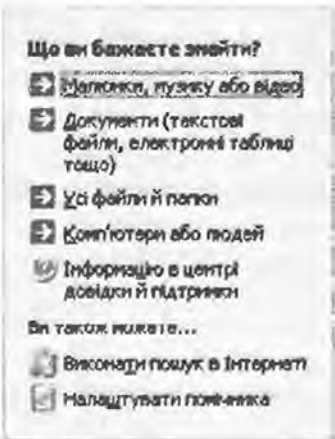 Що ви бажаєте знайти?
Малюнки, музику або відео
Документи (текстові
файли, електронні таблиці
тощо)
Усі файли й папки
Комп'ютери або людей
Інформацію в центрі
довідки й підтримки
Ви також можете...
Виконати пошук в Інтернеті
Налаштувати помічника